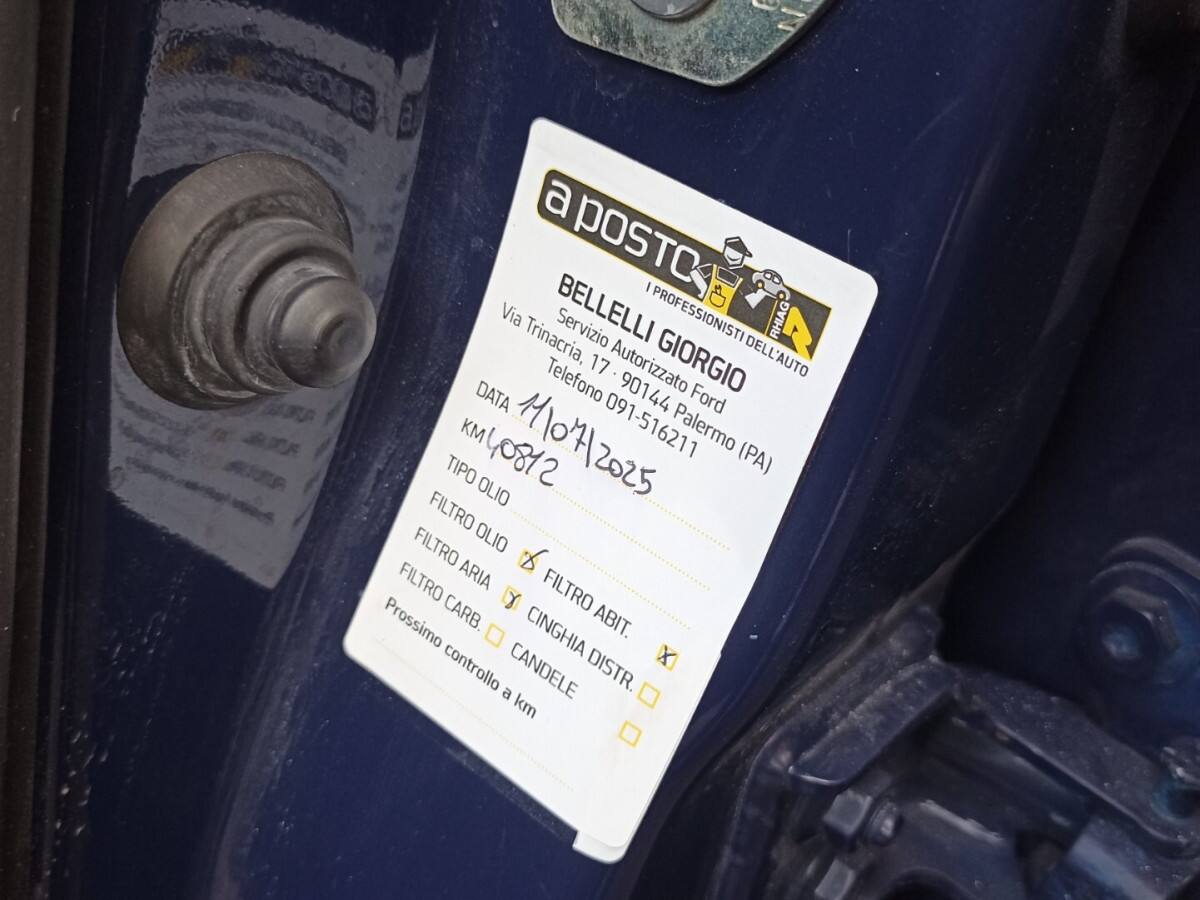 a posto
I PROFESSIONISTI DELL'AUTO
RHIAG
BELLELLI GIORGIO
Servizio Autorizzato Ford
Via Trinacria, 17 · 90144 Palermo (PA)
Telefono 091-516211
DATA 11/07/2025
KM 40812
TIPO OLIO
FILTRO OLIO FILTRO ABIT.
FILTRO ARIA CINGHIA DISTR.
FILTRO CARB. CANDELE
Prossimo controllo a km